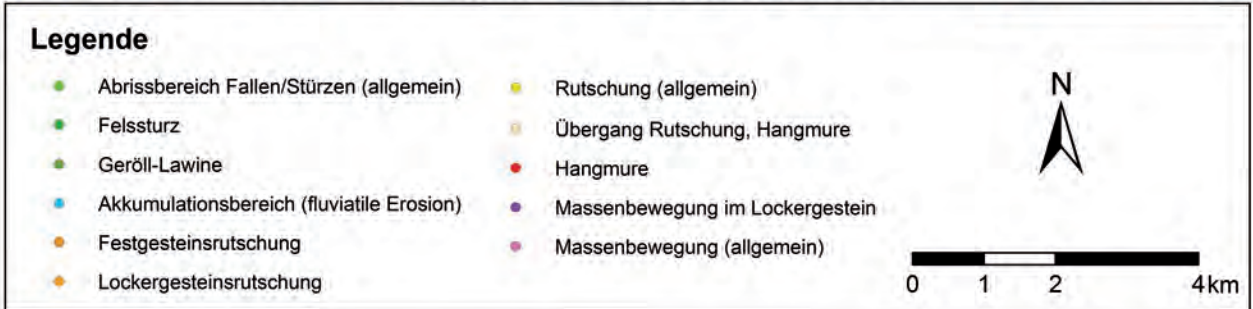 Legende
Abrissbereich Fallen/Stürzen (allgemein)
Felssturz
Geröll-Lawine
Akkumulationsbereich (fluviatile Erosion)
Festgesteinsrutschung
Lockergesteinsrutschung
Rutschung (allgemein)
Übergang Rutschung, Hangmure
Hangmure
Massenbewegung im Lockergestein
Massenbewegung (allgemein)
N
0 1 2 4 km